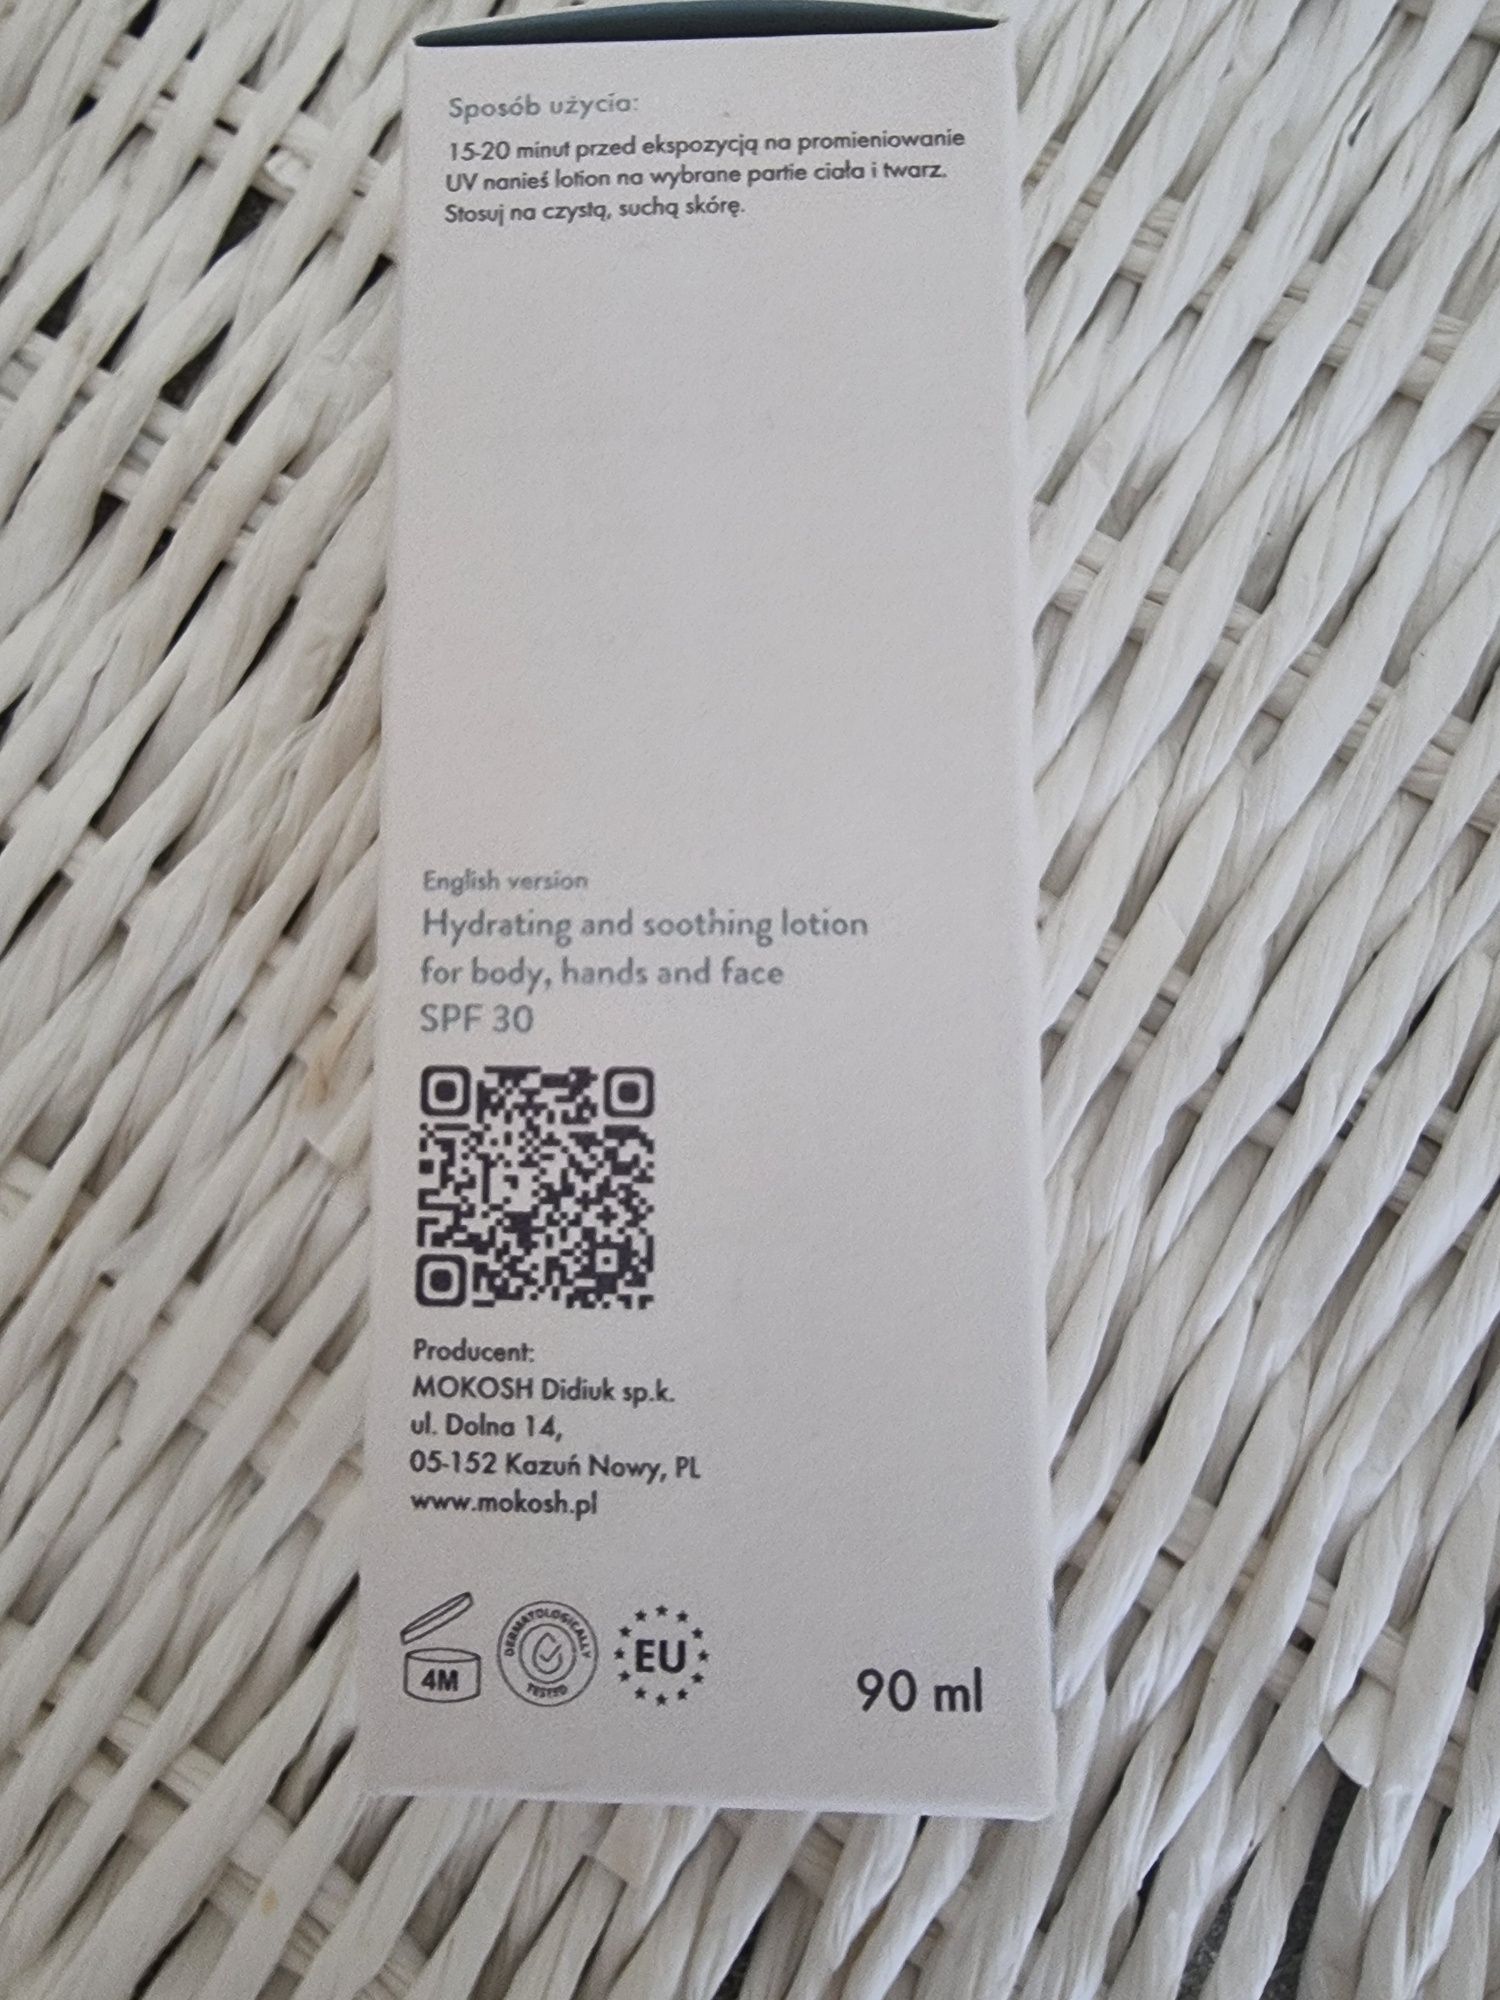 Sposób użycia:
15-20 minut przed ekspozycją na promieniowanie
UV nanieś lotion na wybrane partie ciała i twarz.
Stosuj na czystą, suchą skórę.
English version
Hydrating and soothing lotion
for body, hands and face
SPF 30
Producent:
MOKOSH Didiuk sp.k.
ul. Dolna 14,
05-152 Kazuń Nowy, PL
www.mokosh.pl
4M
DERMATOLOGICALLY
TESTED
EU
90 ml